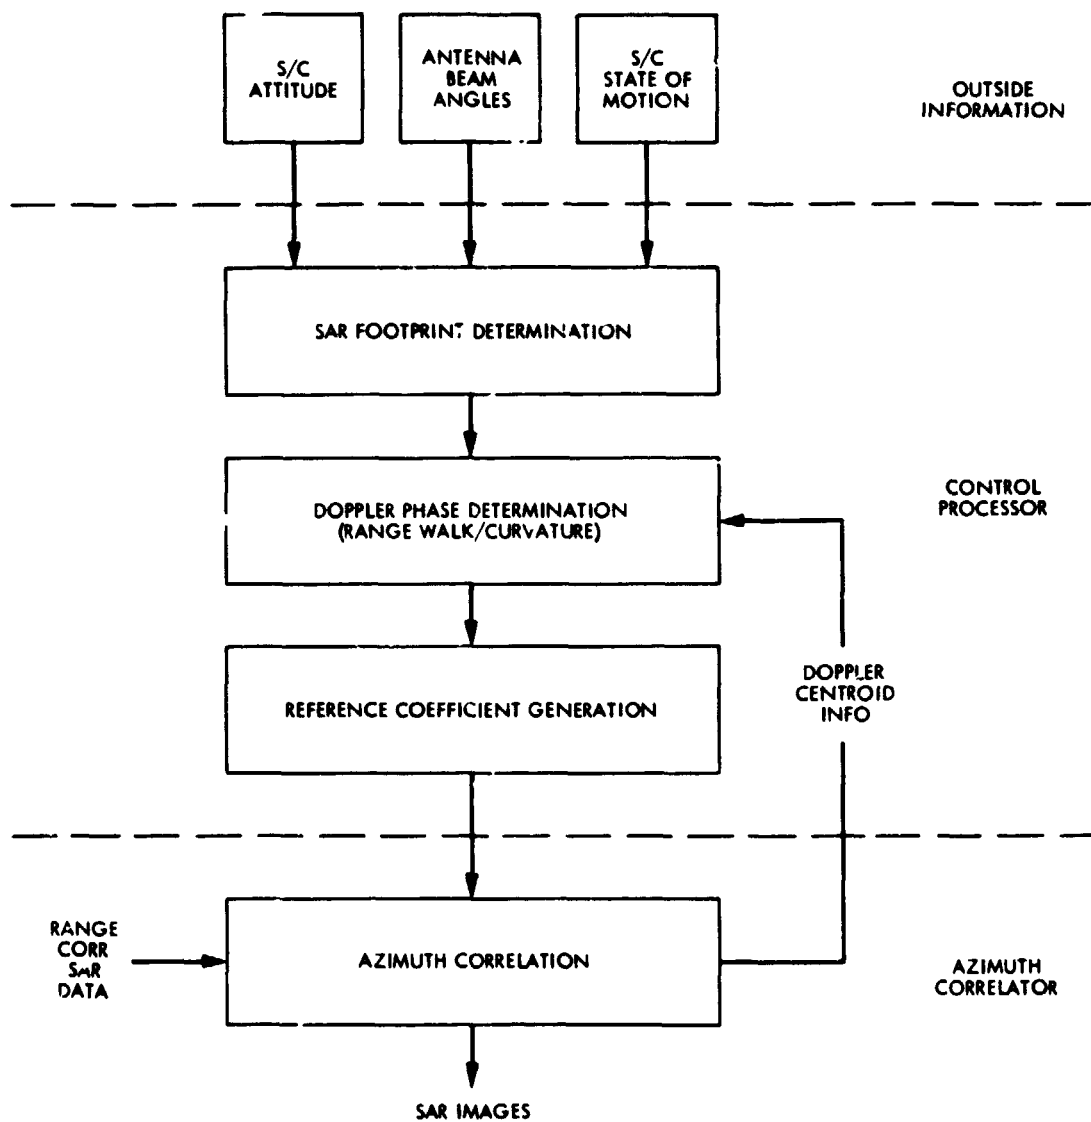 S/C
ATTITUDE
ANTENNA
BEAM
ANGLES
S/C
STATE OF
MOTION
OUTSIDE
INFORMATION
SAR FOOTPRINT DETERMINATION
DOPPLER PHASE DETERMINATION
(RANGE WALK/CURVATURE)
CONTROL
PROCESSOR
REFERENCE COEFFICIENT GENERATION
DOPPLER
CENTROID
INFO
RANGE
CORR
SAR
DATA
AZIMUTH CORRELATION
AZIMUTH
CORRELATOR
SAR IMAGES